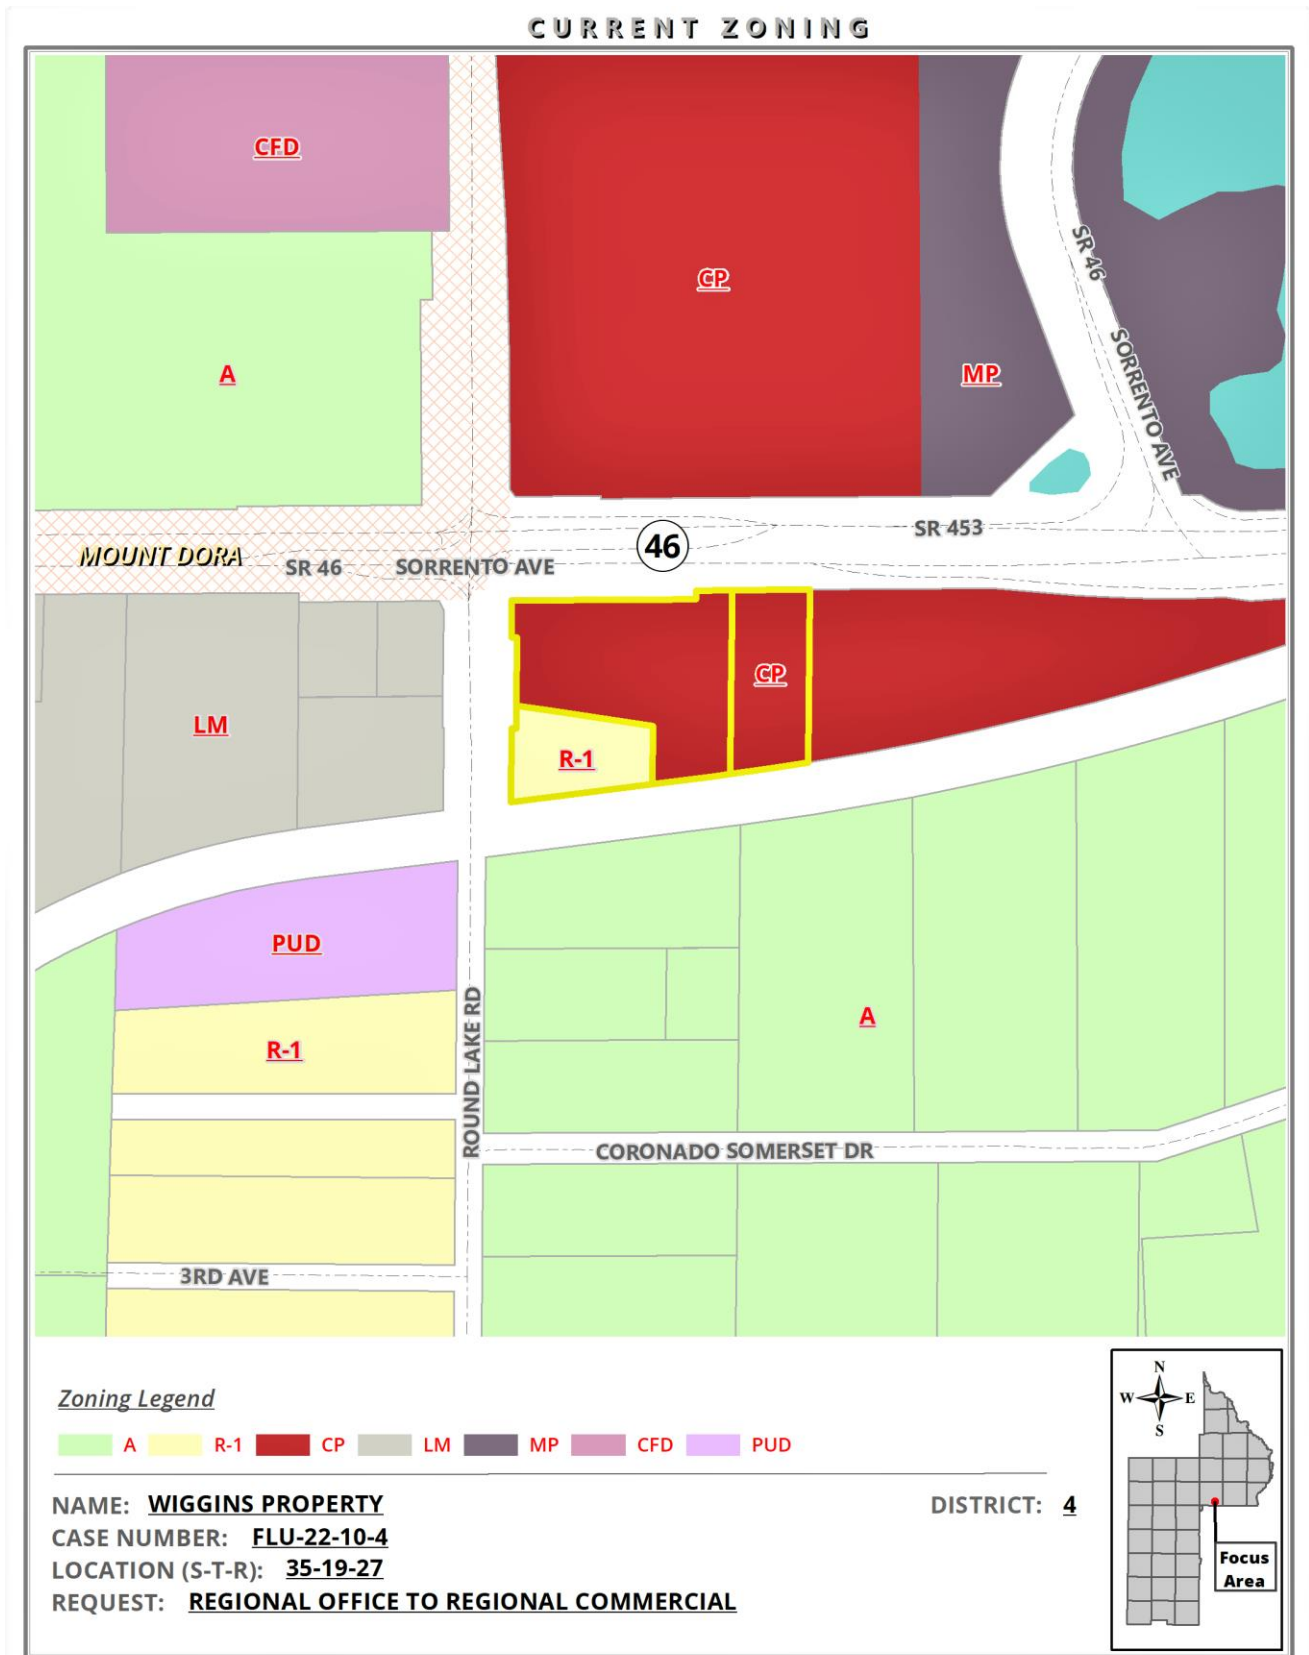 CURRENT ZONING
CFD
CP
SR 46
A
MP
SORRENTO AVE
SR 453
46
MOUNT DORA
SR 46
SORRENTO AVE
CP
LM
R-1
PUD
A
R-1
ROUND LAKE RD
CORONADO SOMERSET DR
3RD AVE
Zoning Legend
A R-1 CP LM MP CFD PUD
N
W E
S
NAME: WIGGINS PROPERTY
DISTRICT: 4
CASE NUMBER: FLU-22-10-4
LOCATION (S-T-R): 35-19-27
REQUEST: REGIONAL OFFICE TO REGIONAL COMMERCIAL
Focus
Area